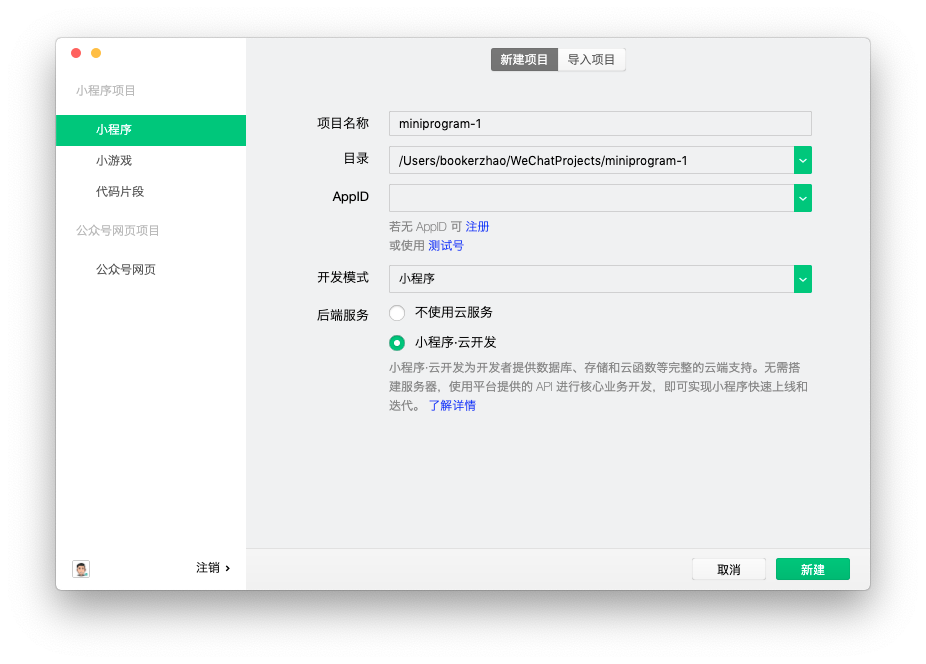 新建项目 导入项目
小程序项目
小程序
小游戏
代码片段
公众号网页项目
公众号网页
注销 ›
项目名称 miniprogram-1
目录 /Users/bookerzhao/WeChatProjects/miniprogram-1
AppID
若无 AppID 可 注册
或使用 测试号
开发模式 小程序
后端服务 不使用云服务
小程序·云开发
小程序·云开发为开发者提供数据库、存储和云函数等完整的云端支持。无需搭
建服务器，使用平台提供的 API 进行核心业务开发，即可实现小程序快速上线和
迭代。 了解详情
取消 新建